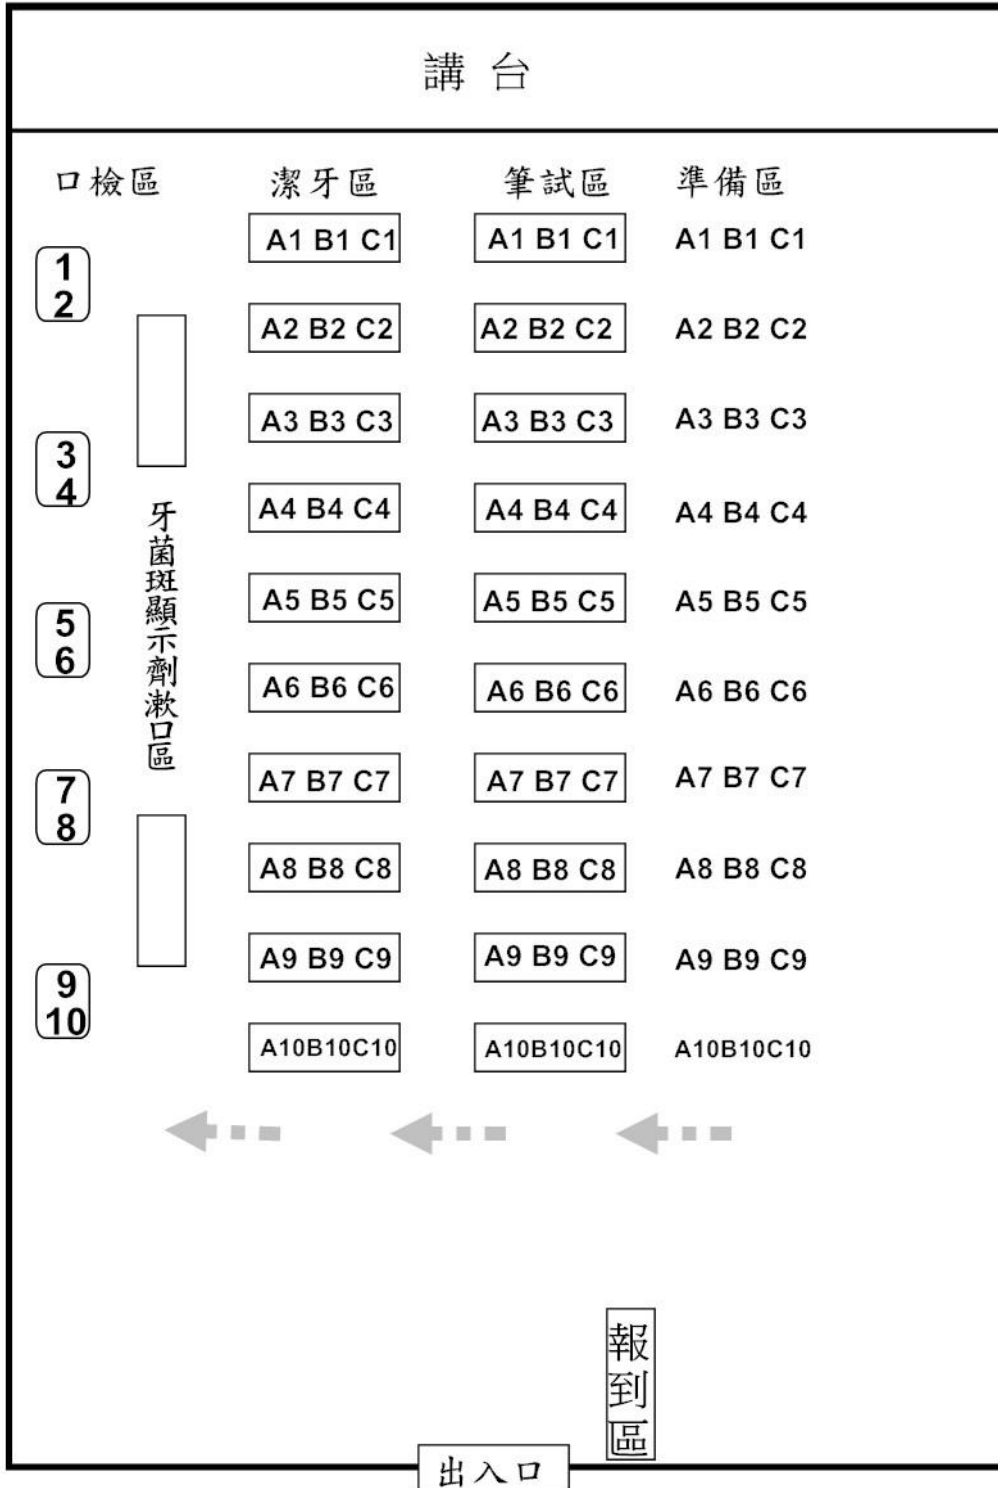 講台
口檢區 潔牙區 筆試區 準備區
A1 B1 C1 A1 B1 C1 A1 B1 C1
1
2
A2 B2 C2 A2 B2 C2 A2 B2 C2
A3 B3 C3 A3 B3 C3 A3 B3 C3
3
4
A4 B4 C4 A4 B4 C4 A4 B4 C4
牙菌斑顯示劑漱口區
A5 B5 C5 A5 B5 C5 A5 B5 C5
5
6
A6 B6 C6 A6 B6 C6 A6 B6 C6
A7 B7 C7 A7 B7 C7 A7 B7 C7
7
8
A8 B8 C8 A8 B8 C8 A8 B8 C8
A9 B9 C9 A9 B9 C9 A9 B9 C9
9
10
A10B10C10 A10B10C10 A10B10C10
報到區
出入口